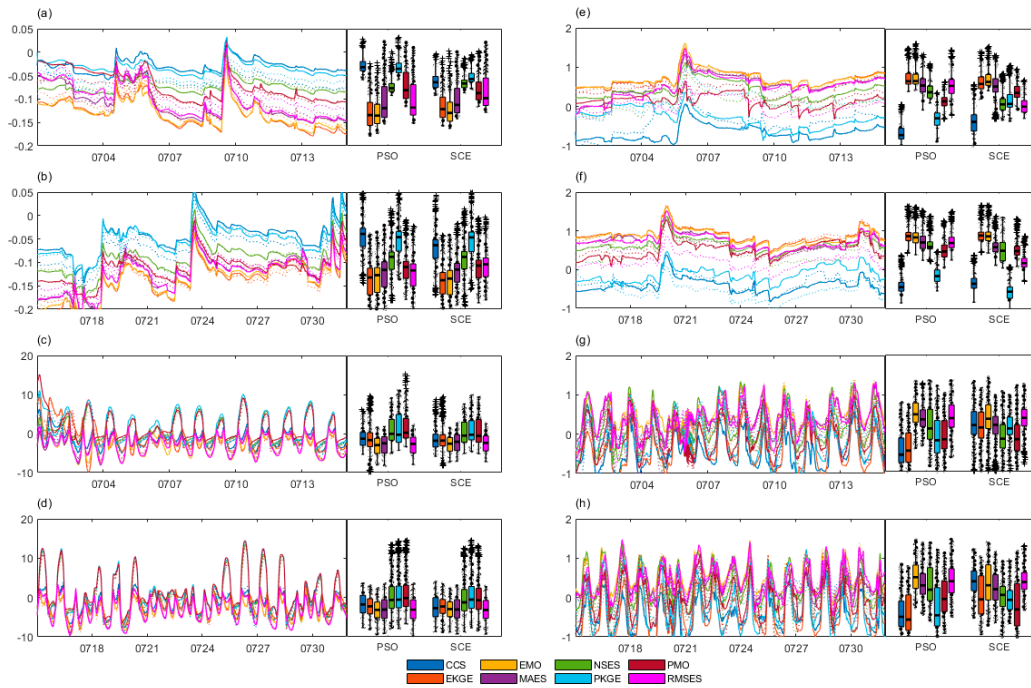 (a)
0.05
0
-0.05
-0.1
-0.15
-0.2
0704
0707
0710
0713
PSO
SCE
(e)
2
1
0
-1
0704
0707
0710
0713
PSO
SCE
(b)
0.05
0
-0.05
-0.1
-0.15
-0.2
0718
0721
0724
0727
0730
PSO
SCE
(f)
2
1
0
-1
0718
0721
0724
0727
0730
PSO
SCE
(c)
20
10
0
-10
0704
0707
0710
0713
PSO
SCE
(g)
2
1
0
-1
0704
0707
0710
0713
PSO
SCE
(d)
20
10
0
-10
0718
0721
0724
0727
0730
PSO
SCE
(h)
2
1
0
-1
0718
0721
0724
0727
0730
PSO
SCE
CCS EMO NSES PMO
EKGE MAES PKGE RMSES